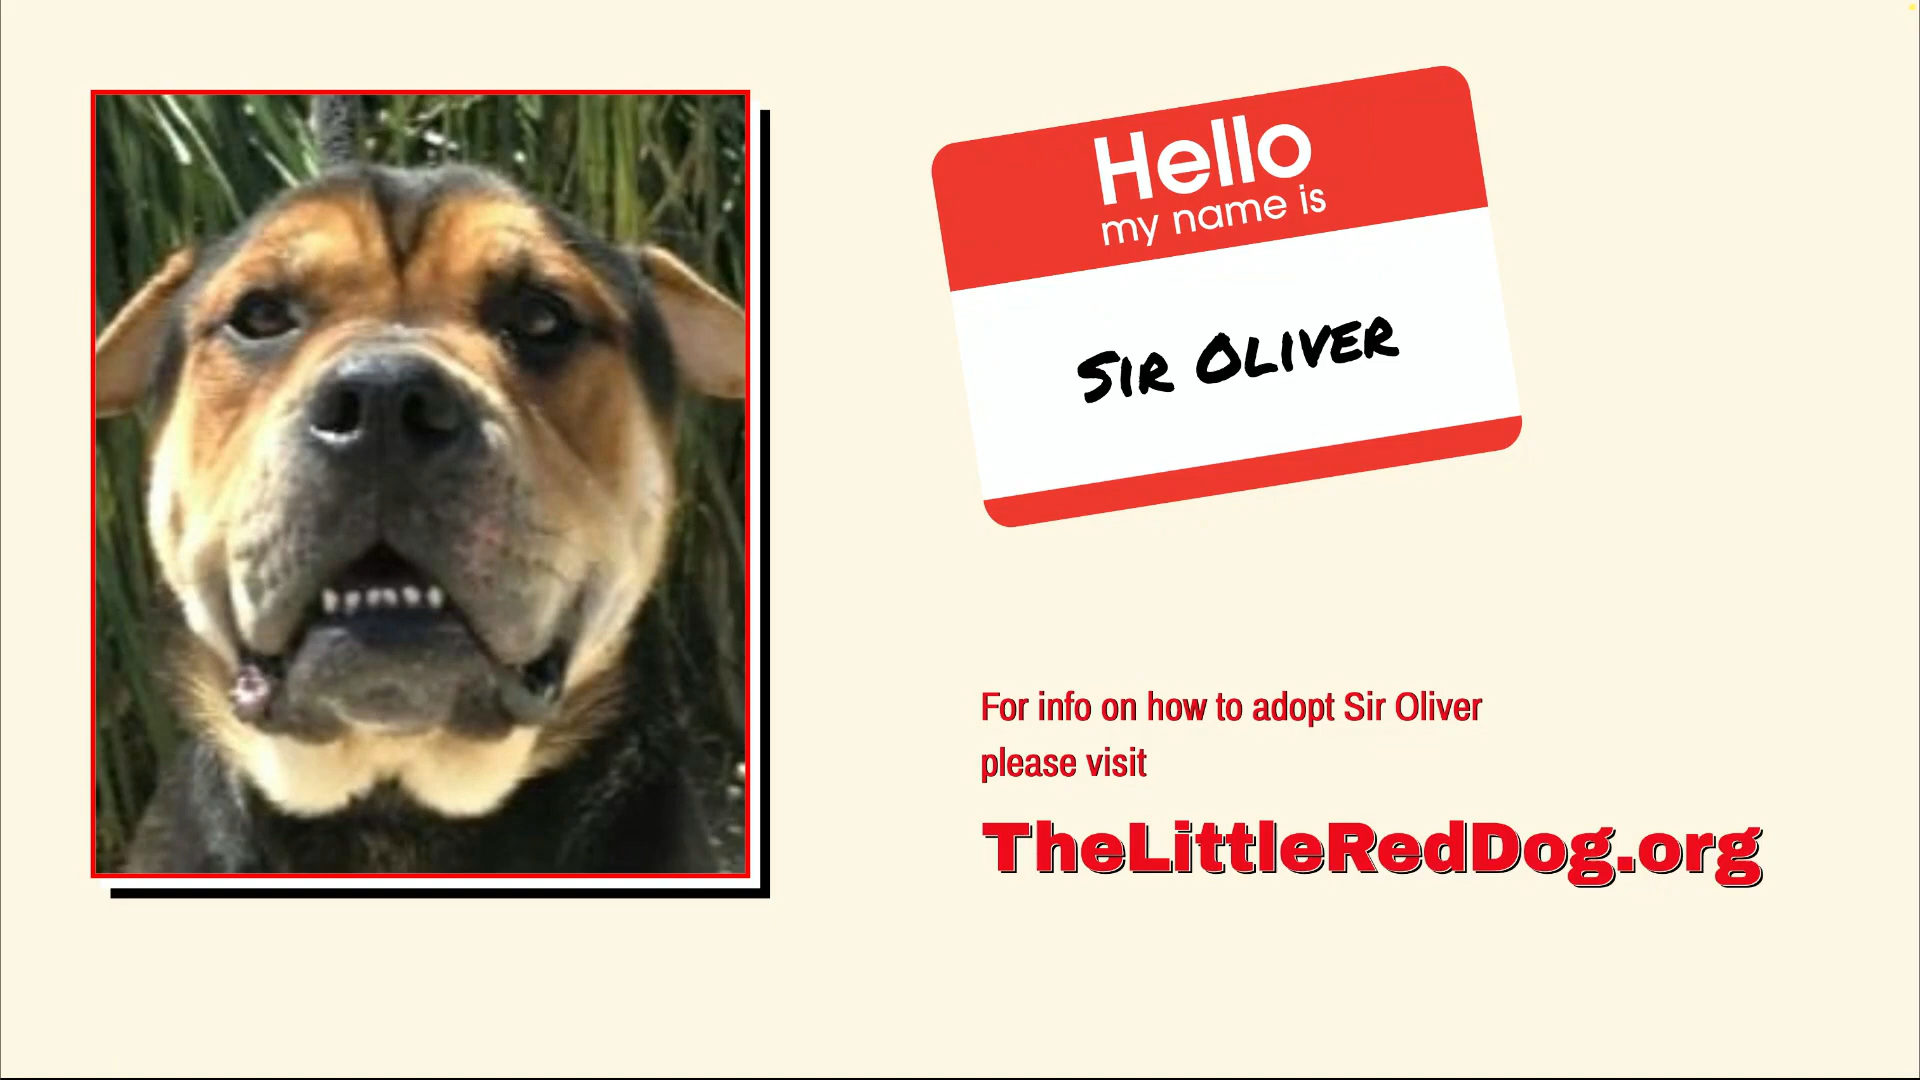 Hello
my name is
Sir Oliver
For info on how to adopt Sir Oliver
please visit
TheLittleRedDog.org